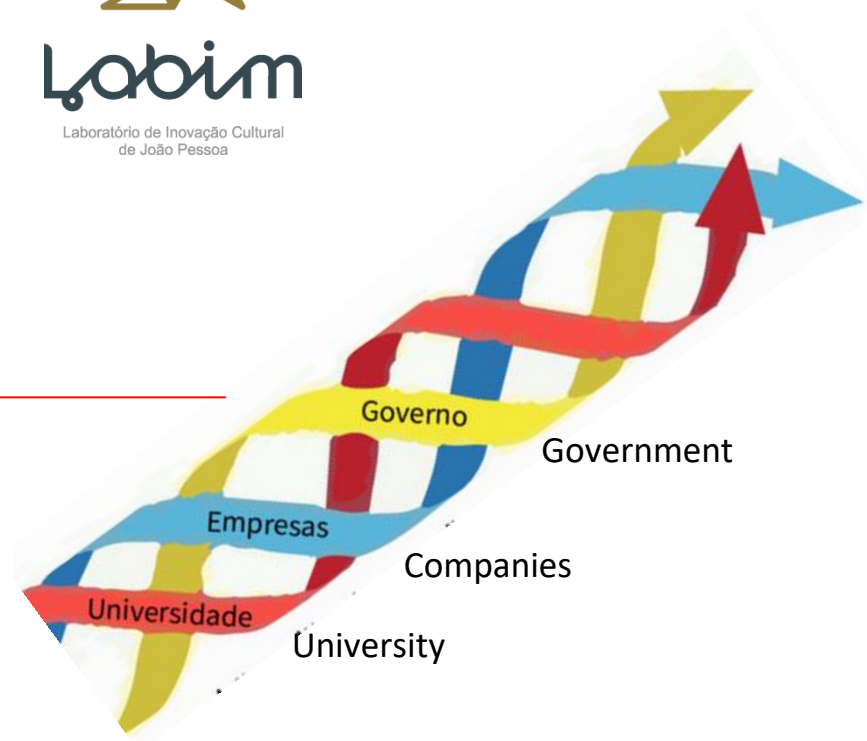 Labim
Laboratório de Inovação Cultural
de João Pessoa
Governo
Government
Empresas
Companies
Universidade
University